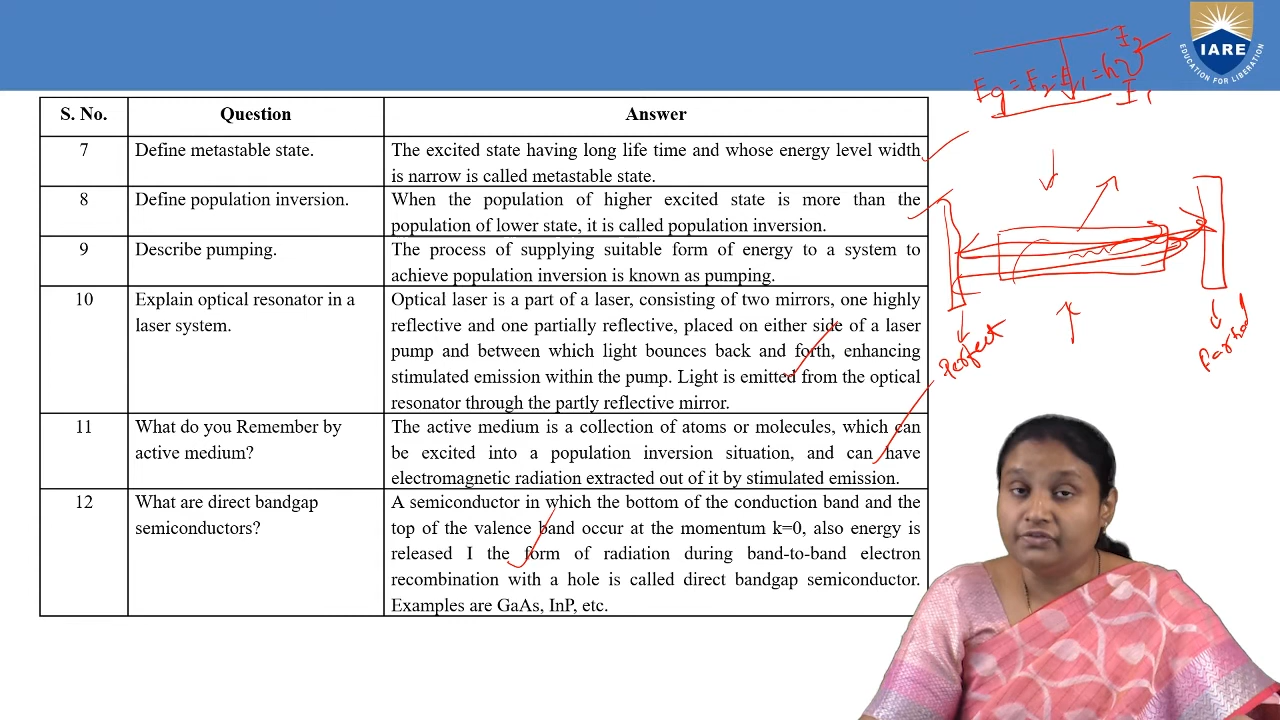 S. No.
Question
Answer
7
Define metastable state.
The excited state having long life time and whose energy level width
is narrow is called metastable state.
8
Define population inversion.
When the population of higher excited state is more than the
population of lower state, it is called population inversion.
9
Describe pumping.
The process of supplying suitable form of energy to a system to
achieve population inversion is known as pumping.
10
Explain optical resonator in a
laser system.
Optical laser is a part of a laser, consisting of two mirrors, one highly
reflective and one partially reflective, placed on either side of a laser
pump and between which light bounces back and forth, enhancing
stimulated emission within the pump. Light is emitted from the optical
resonator through the partly reflective mirror.
11
What do you Remember by
active medium?
The active medium is a collection of atoms or molecules, which can
be excited into a population inversion situation, and can have
electromagnetic radiation extracted out of it by stimulated emission.
12
What are direct bandgap
semiconductors?
A semiconductor in which the bottom of the conduction band and the
top of the valence band occur at the momentum k=0, also energy is
released I the form of radiation during band-to-band electron
recombination with a hole is called direct bandgap semiconductor.
Examples are GaAs, InP, etc.
E2
Eg = E2 - E1 = hν
E1
Perfect
IARE
EDUCATION FOR LIBERATION